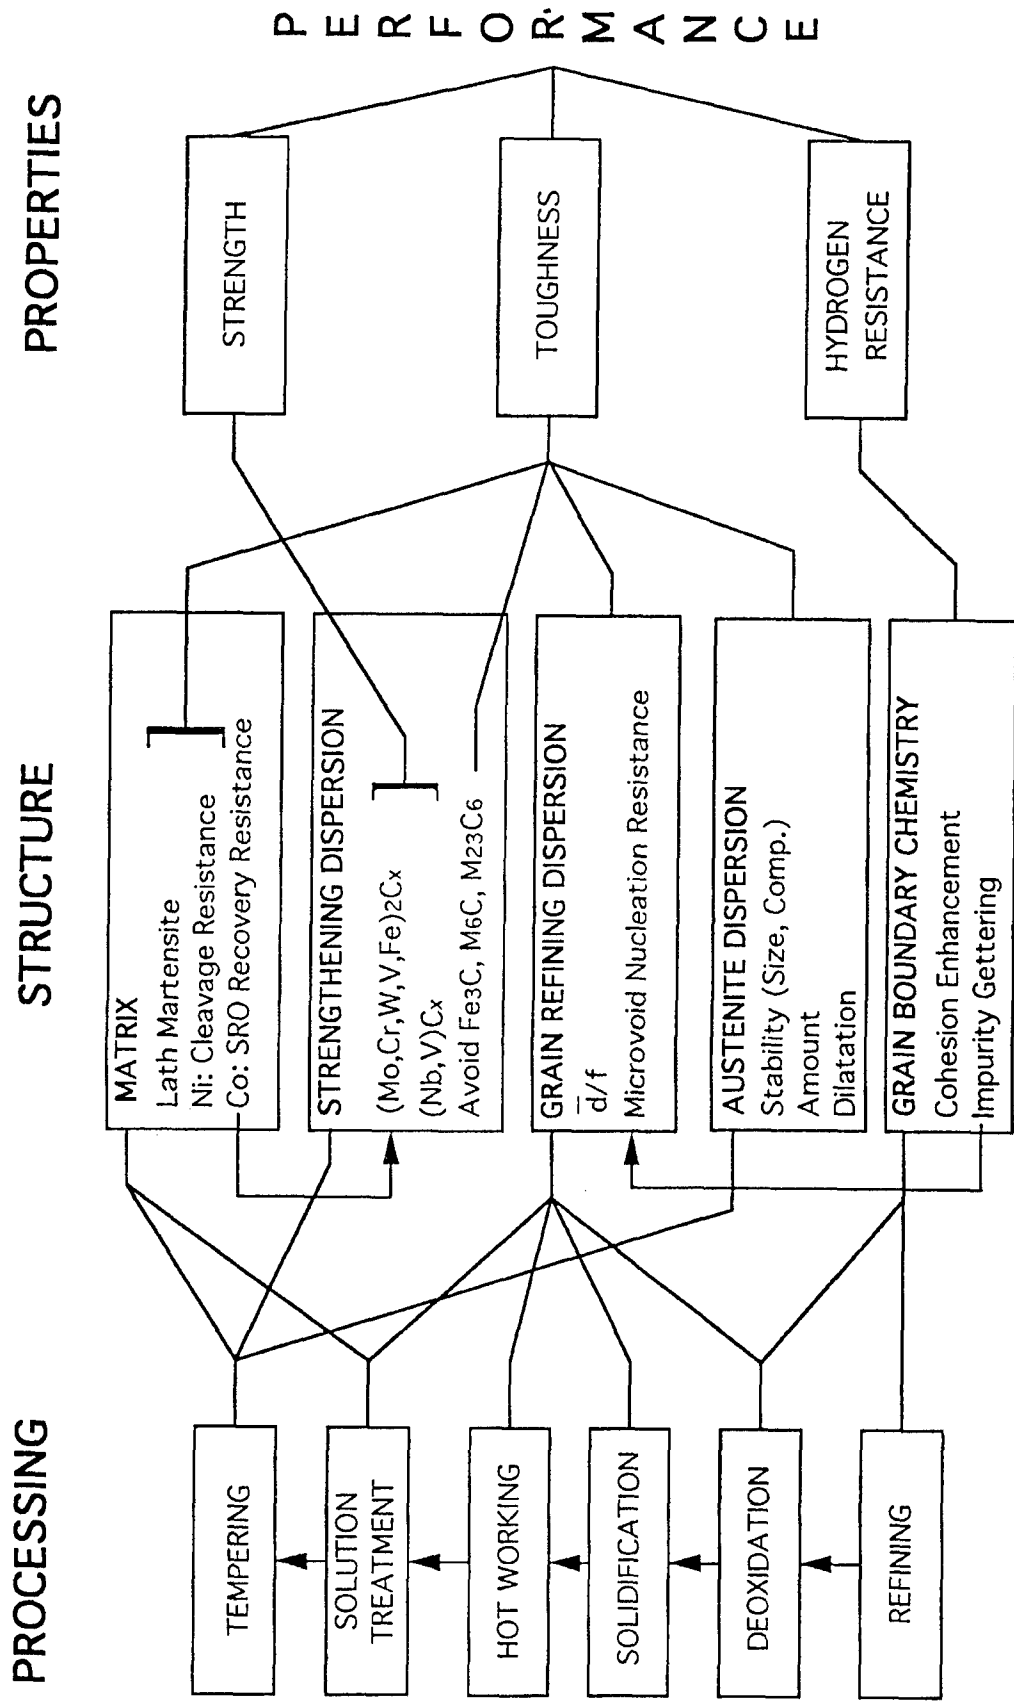 PROCESSING
STRUCTURE
PROPERTIES
TEMPERING
SOLUTION
TREATMENT
HOT WORKING
SOLIDIFICATION
DEOXIDATION
REFINING
MATRIX
Lath Martensite
Ni: Cleavage Resistance
Co: SRO Recovery Resistance
STRENGTHENING DISPERSION
(Mo,Cr,W,V,Fe)2Cx
(Nb,V)Cx
Avoid Fe3C, M6C, M23C6
GRAIN REFINING DISPERSION
d̅/f
Microvoid Nucleation Resistance
AUSTENITE DISPERSION
Stability (Size, Comp.)
Amount
Dilatation
GRAIN BOUNDARY CHEMISTRY
Cohesion Enhancement
Impurity Gettering
STRENGTH
TOUGHNESS
HYDROGEN
RESISTANCE
PERFORMANCE